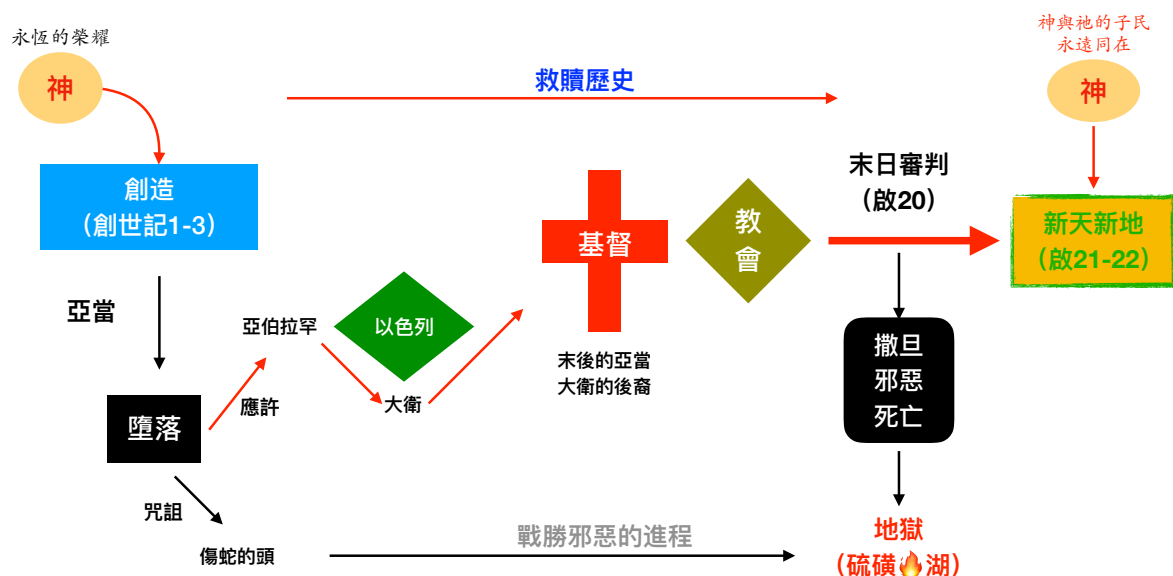 永恆的榮耀
神
創造
（創世記1-3）
亞當
墮落
咒詛
傷蛇的頭
應許
亞伯拉罕
以色列
大衛
救贖歷史
基督
末後的亞當
大衛的後裔
教
會
末日審判
（啟20）
撒旦
邪惡
死亡
戰勝邪惡的進程
地獄
（硫磺🔥湖）
神與祂的子民
永遠同在
神
新天新地
（啟21-22）